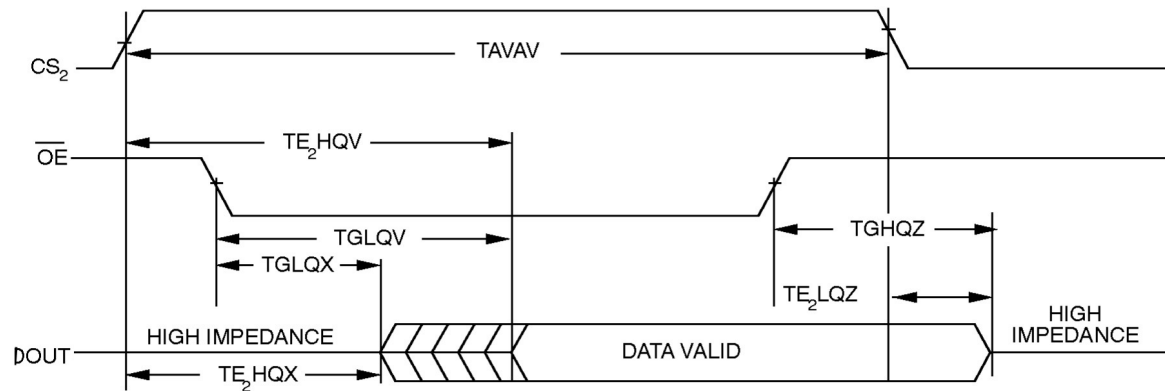 TAVAV
CS2
TE2HQV
OE
TGLQV
TGHQZ
TGLQX
TE2LQZ
HIGH IMPEDANCE
DATA VALID
HIGH
IMPEDANCE
DOUT
TE2HQX